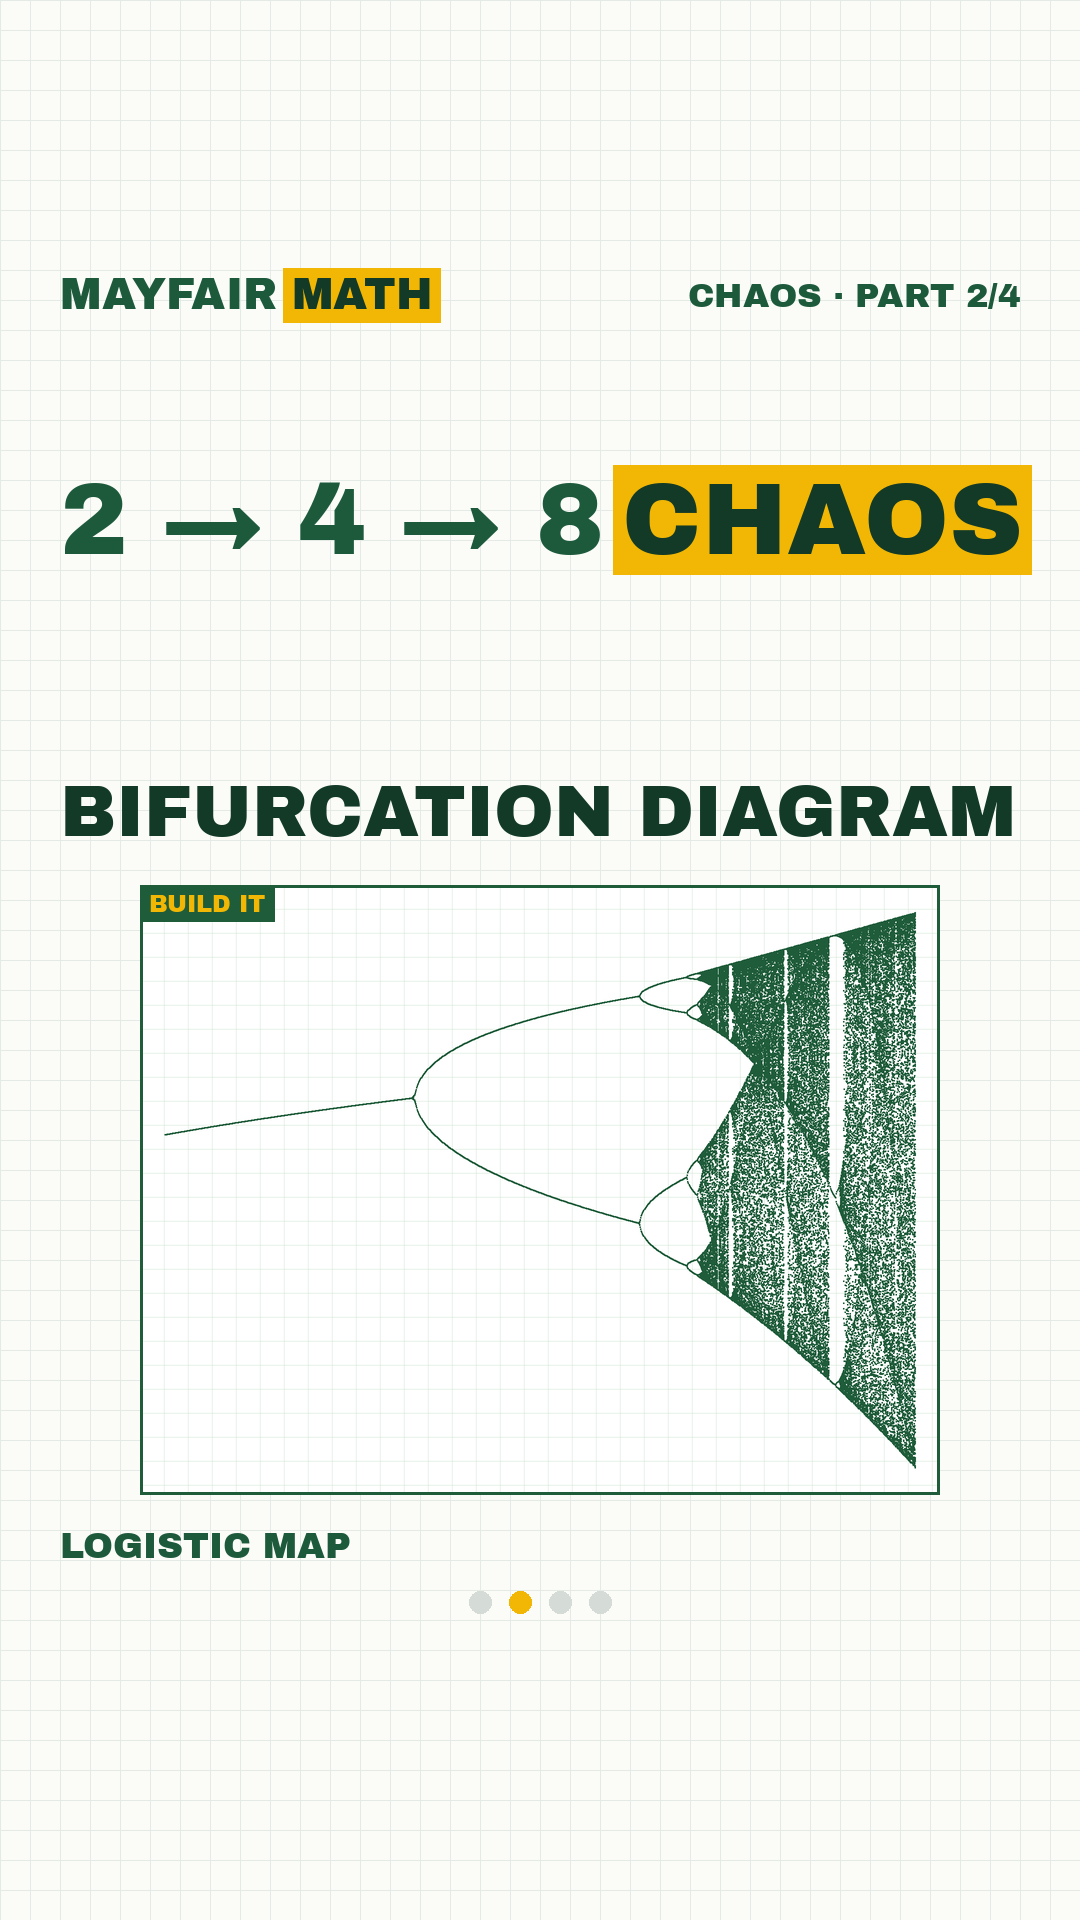 MAYFAIR MATH
CHAOS · PART 2/4
2 → 4 → 8 CHAOS
BIFURCATION DIAGRAM
BUILD IT
LOGISTIC MAP